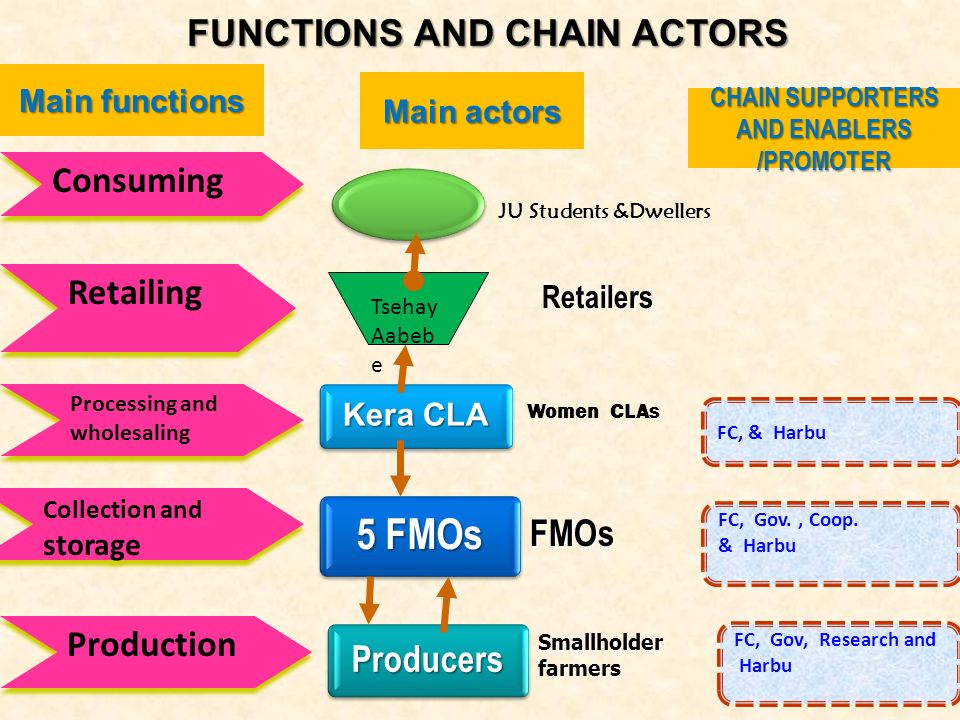 FUNCTIONS AND CHAIN ACTORS
Main functions
Main actors
CHAIN SUPPORTERS
AND ENABLERS
/PROMOTER
Consuming
JU Students &Dwellers
Retailing
Tsehay
Aabeb
e
Retailers
Processing and
wholesaling
Kera CLA
Women CLAs
FC, & Harbu
Collection and
storage
5 FMOs
FMOs
FC, Gov. , Coop.
& Harbu
Production
Producers
Smallholder
farmers
FC, Gov, Research and
Harbu